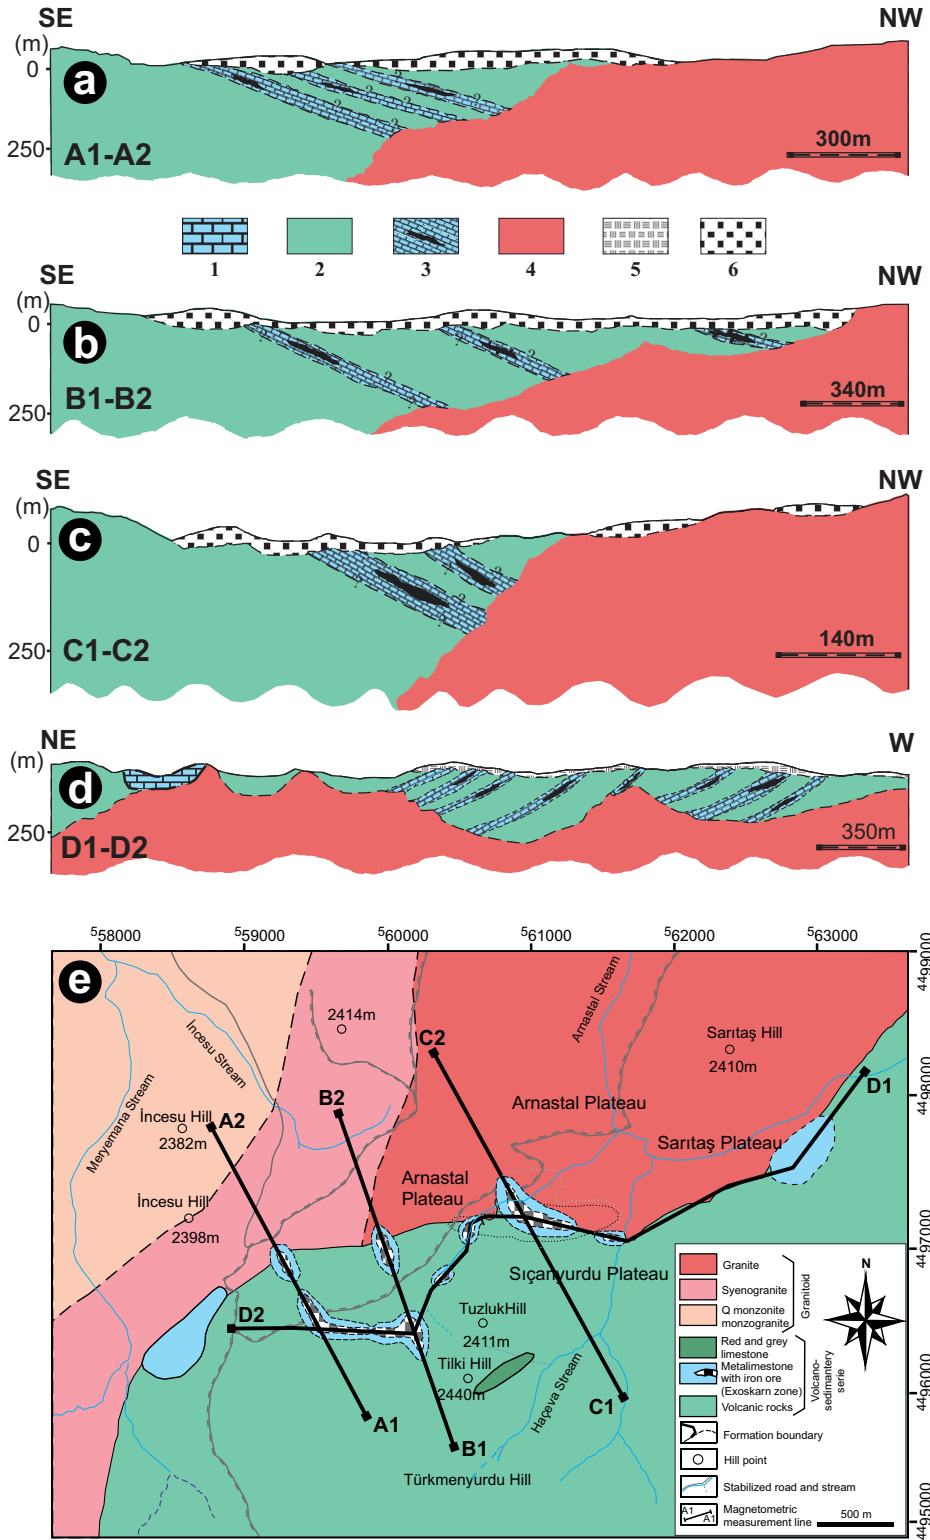 SE NW
(m)
0
a
250
A1-A2
300m
1 2 3 4 5 6
SE NW
(m)
0
b
B1-B2
250
340m
SE NW
(m)
0
c
C1-C2
250
140m
NE W
(m)
d
250
D1-D2
350m
558000 559000 560000 561000 562000 563000
e
4499000
4498000
4497000
4496000
4495000
2414m
İncesu Stream
Meryemana Stream
Arnastal Stream
C2
Sarıtaş Hill
2410m
D1
B2
Arnastal Plateau
İncesu Hill
A2
2382m
Sarıtaş Plateau
Arnastal
Plateau
İncesu Hill
2398m
Sıçanyurdu Plateau
D2
TuzlukHill
2411m
Tilki Hill
2440m
Haçeva Stream
C1
A1
B1
Türkmenyurdu Hill
Granite
Syenogranite
Q monzonite
monzogranite
Granitoid
Red and grey
limestone
Metalimestone
with iron ore
(Exoskarn zone)
Volcanic rocks
Volcano-
sedimantery
serie
Formation boundary
Hill point
Stabilized road and stream
A1
A1
Magnetometric
measurement line
N
500 m